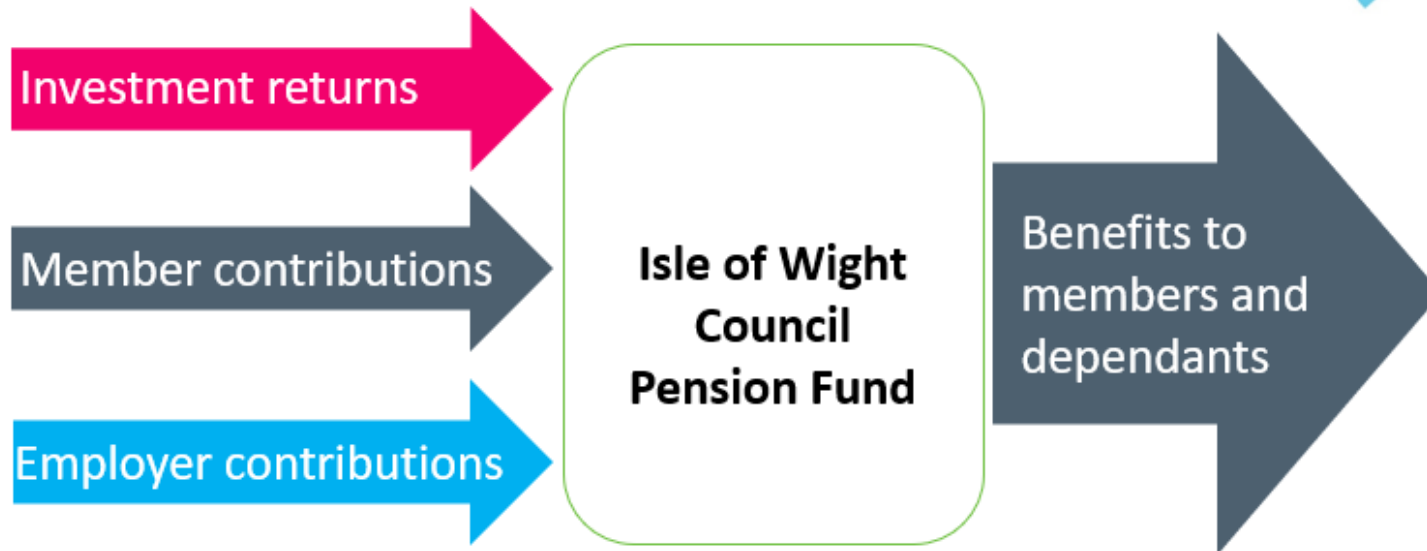 Investment returns
Member contributions
Employer contributions
Isle of Wight
Council
Pension Fund
Benefits to
members and
dependants